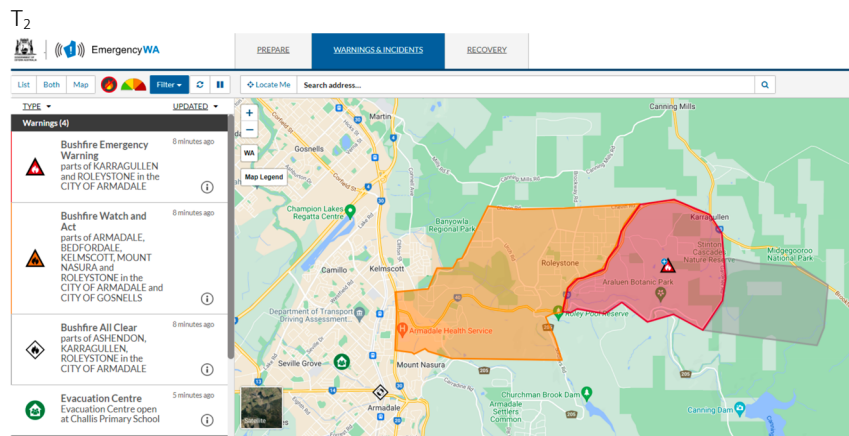 T2
EmergencyWA
PREPARE
WARNINGS & INCIDENTS
RECOVERY
List
Both
Map
Filter
Locate Me
Search address...
TYPE
UPDATED
Warnings (4)
Bushfire Emergency
Warning
parts of KARRAGULLEN
and ROLEYSTONE in the
CITY OF ARMADALE
8 minutes ago
Bushfire Watch and
Act
parts of ARMADALE,
BEDFORDALE,
KELMSCOTT, MOUNT
NASURA and
ROLEYSTONE in the
CITY OF ARMADALE and
CITY OF GOSNELLS
8 minutes ago
Bushfire All Clear
parts of ASHENDON,
KARRAGULLEN,
ROLEYSTONE in the
CITY OF ARMADALE
8 minutes ago
Evacuation Centre
Evacuation Centre open
at Challis Primary School
5 minutes ago
+
−
WA
Map Legend
Martin
Gosnells
Corfield St
Canning Mills
Canning Mills Rd
Champion Lakes
Regatta Centre
Banyowla
Regional Park
Karragullen
Stinton
Cascades
Nature Reserve
Midgegooroo
National Park
Roleystone
Araluen Botanic Park
Camillo
Kelmscott
Department of Transport
Driving Assessment...
Armadale Health Service
Roley Pool Reserve
Mount Nasura
Seville Grove
Armadale
Churchman Brook Dam
Armadale
Settlers
Common
Canning Dam
Satellite